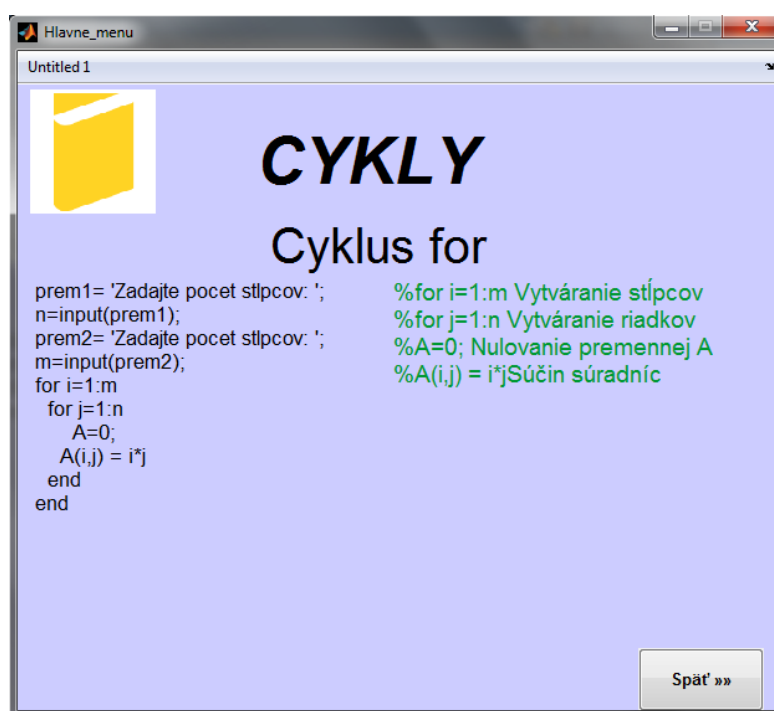 Hlavne_menu
Untitled 1
CYKLY
Cyklus for
prem1= 'Zadajte pocet stlpcov: ';
n=input(prem1);
prem2= 'Zadajte pocet stlpcov: ';
m=input(prem2);
for i=1:m
for j=1:n
A=0;
A(i,j) = i*j
end
end
%for i=1:m Vytváranie stĺpcov
%for j=1:n Vytváranie riadkov
%A=0; Nulovanie premennej A
%A(i,j) = i*jSúčin súradníc
Späť »»